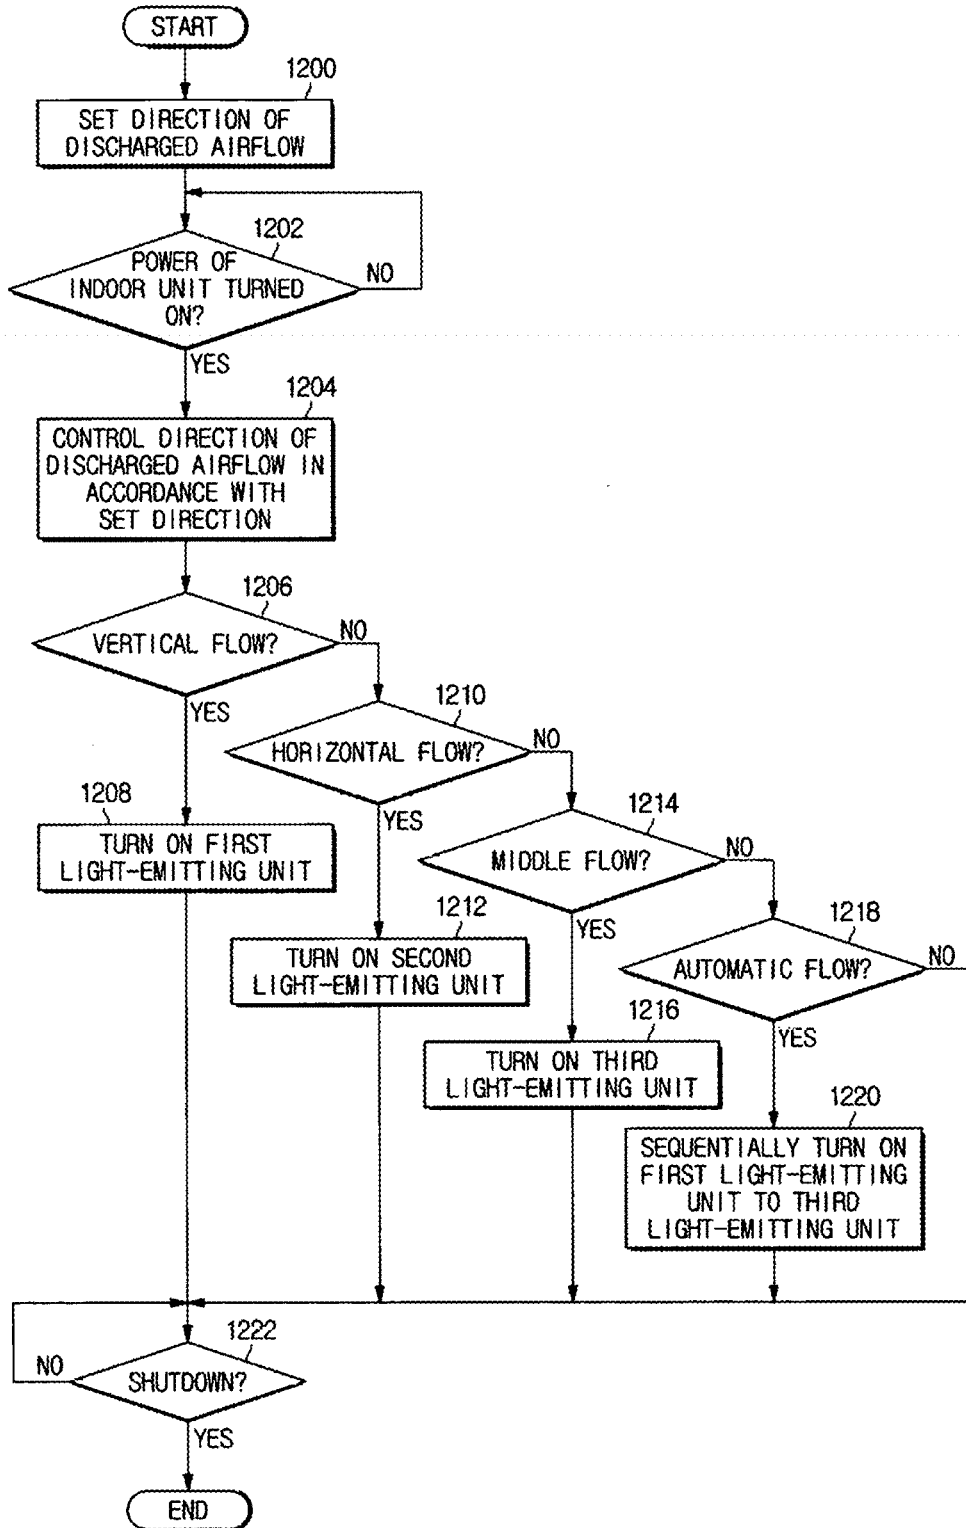 START
1200
SET DIRECTION OF
DISCHARGED AIRFLOW
1202
POWER OF
INDOOR UNIT TURNED
ON?
NO
YES
1204
CONTROL DIRECTION OF
DISCHARGED AIRFLOW IN
ACCORDANCE WITH
SET DIRECTION
1206
VERTICAL FLOW?
NO
YES
1210
HORIZONTAL FLOW?
NO
YES
1208
TURN ON FIRST
LIGHT-EMITTING UNIT
1214
MIDDLE FLOW?
NO
YES
1212
TURN ON SECOND
LIGHT-EMITTING UNIT
1218
AUTOMATIC FLOW?
NO
YES
1216
TURN ON THIRD
LIGHT-EMITTING UNIT
1220
SEQUENTIALLY TURN ON
FIRST LIGHT-EMITTING
UNIT TO THIRD
LIGHT-EMITTING UNIT
1222
SHUTDOWN?
NO
YES
END